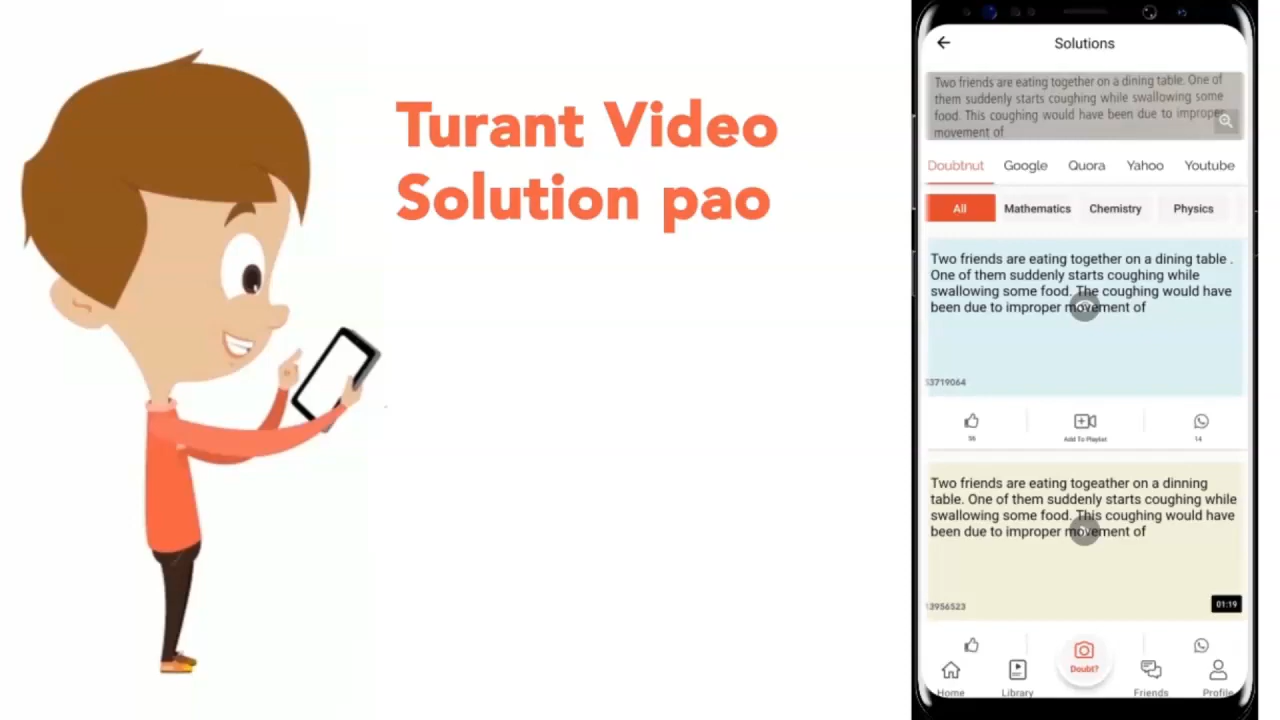 Turant Video
Solution pao
Solutions
Two friends are eating together on a dining table. One of
them suddenly starts coughing while swallowing some
food. This coughing would have been due to improper
movement of
Doubtnut Google Quora Yahoo Youtube
All Mathematics Chemistry Physics
Two friends are eating together on a dining table .
One of them suddenly starts coughing while
swallowing some food. The coughing would have
been due to improper movement of
53719064
36 Add To Playlist 14
Two friends are eating togeather on a dinning
table. One of them suddenly starts coughing while
swallowing some food. This coughing would have
been due to improper movement of
13956523
01:19
Doubt?
Home Library Friends Profile